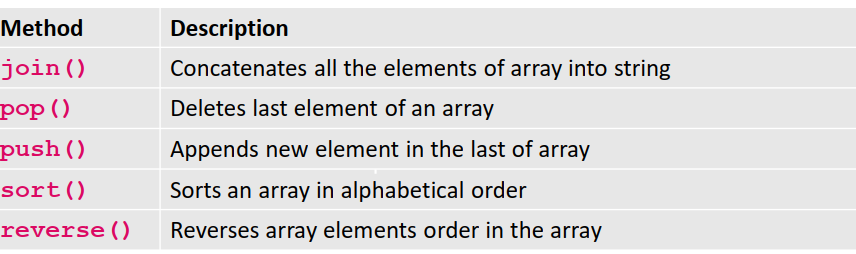 Method Description
join() Concatenates all the elements of array into string
pop() Deletes last element of an array
push() Appends new element in the last of array
sort() Sorts an array in alphabetical order
reverse() Reverses array elements order in the array